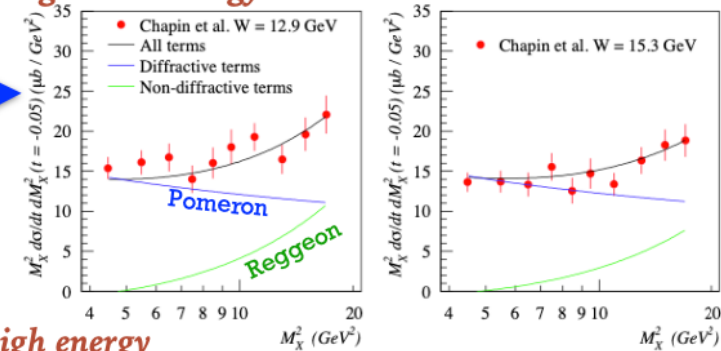 Chapin et al. W = 12.9 GeV
All terms
Diffractive terms
Non-diffractive terms
Pomeron
Reggeon
M_X^2 dσ/dt dM_X^2(t = -0.05) (μb / GeV^2)
35
30
25
20
15
10
5
0
4 5 6 7 8 9 10 20
M_X^2 (GeV^2)
Chapin et al. W = 15.3 GeV
M_X^2 dσ/dt dM_X^2(t = -0.05) (μb / GeV^2)
35
30
25
20
15
10
5
0
4 5 6 7 8 9 10 20
M_X^2 (GeV^2)
igh energy